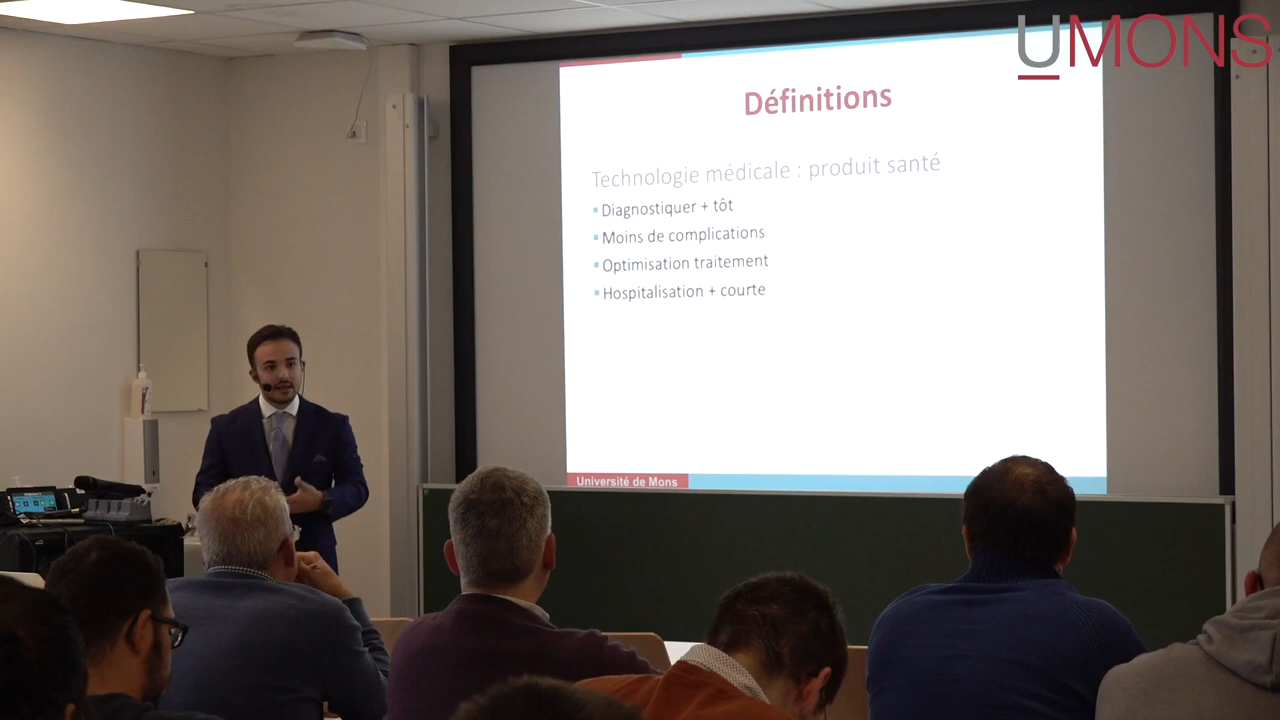 UMONS
Définitions
Technologie médicale : produit santé
Diagnostiquer + tôt
Moins de complications
Optimisation traitement
Hospitalisation + courte
Université de Mons